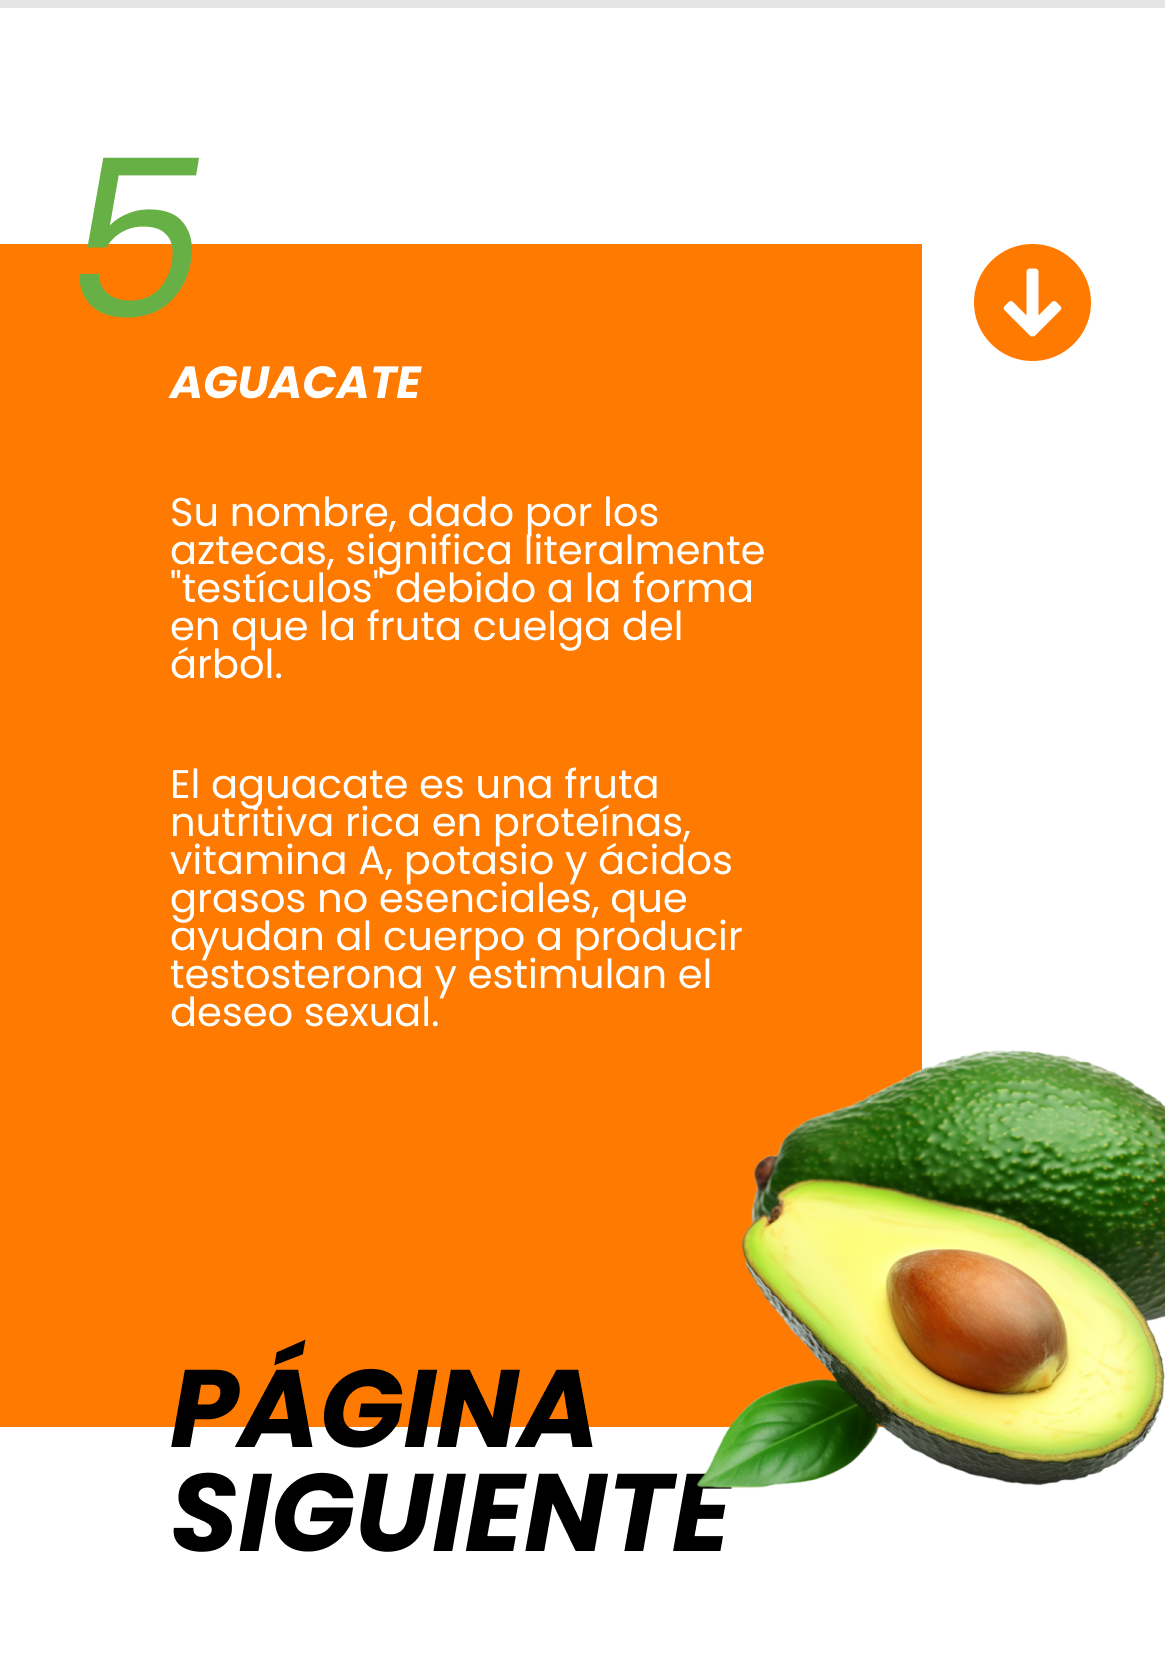 5
AGUACATE
Su nombre, dado por los
aztecas, significa literalmente
"testículos" debido a la forma
en que la fruta cuelga del
árbol.
El aguacate es una fruta
nutritiva rica en proteínas,
vitamina A, potasio y ácidos
grasos no esenciales, que
ayudan al cuerpo a producir
testosterona y estimulan el
deseo sexual.
PÁGINA
SIGUIENTE